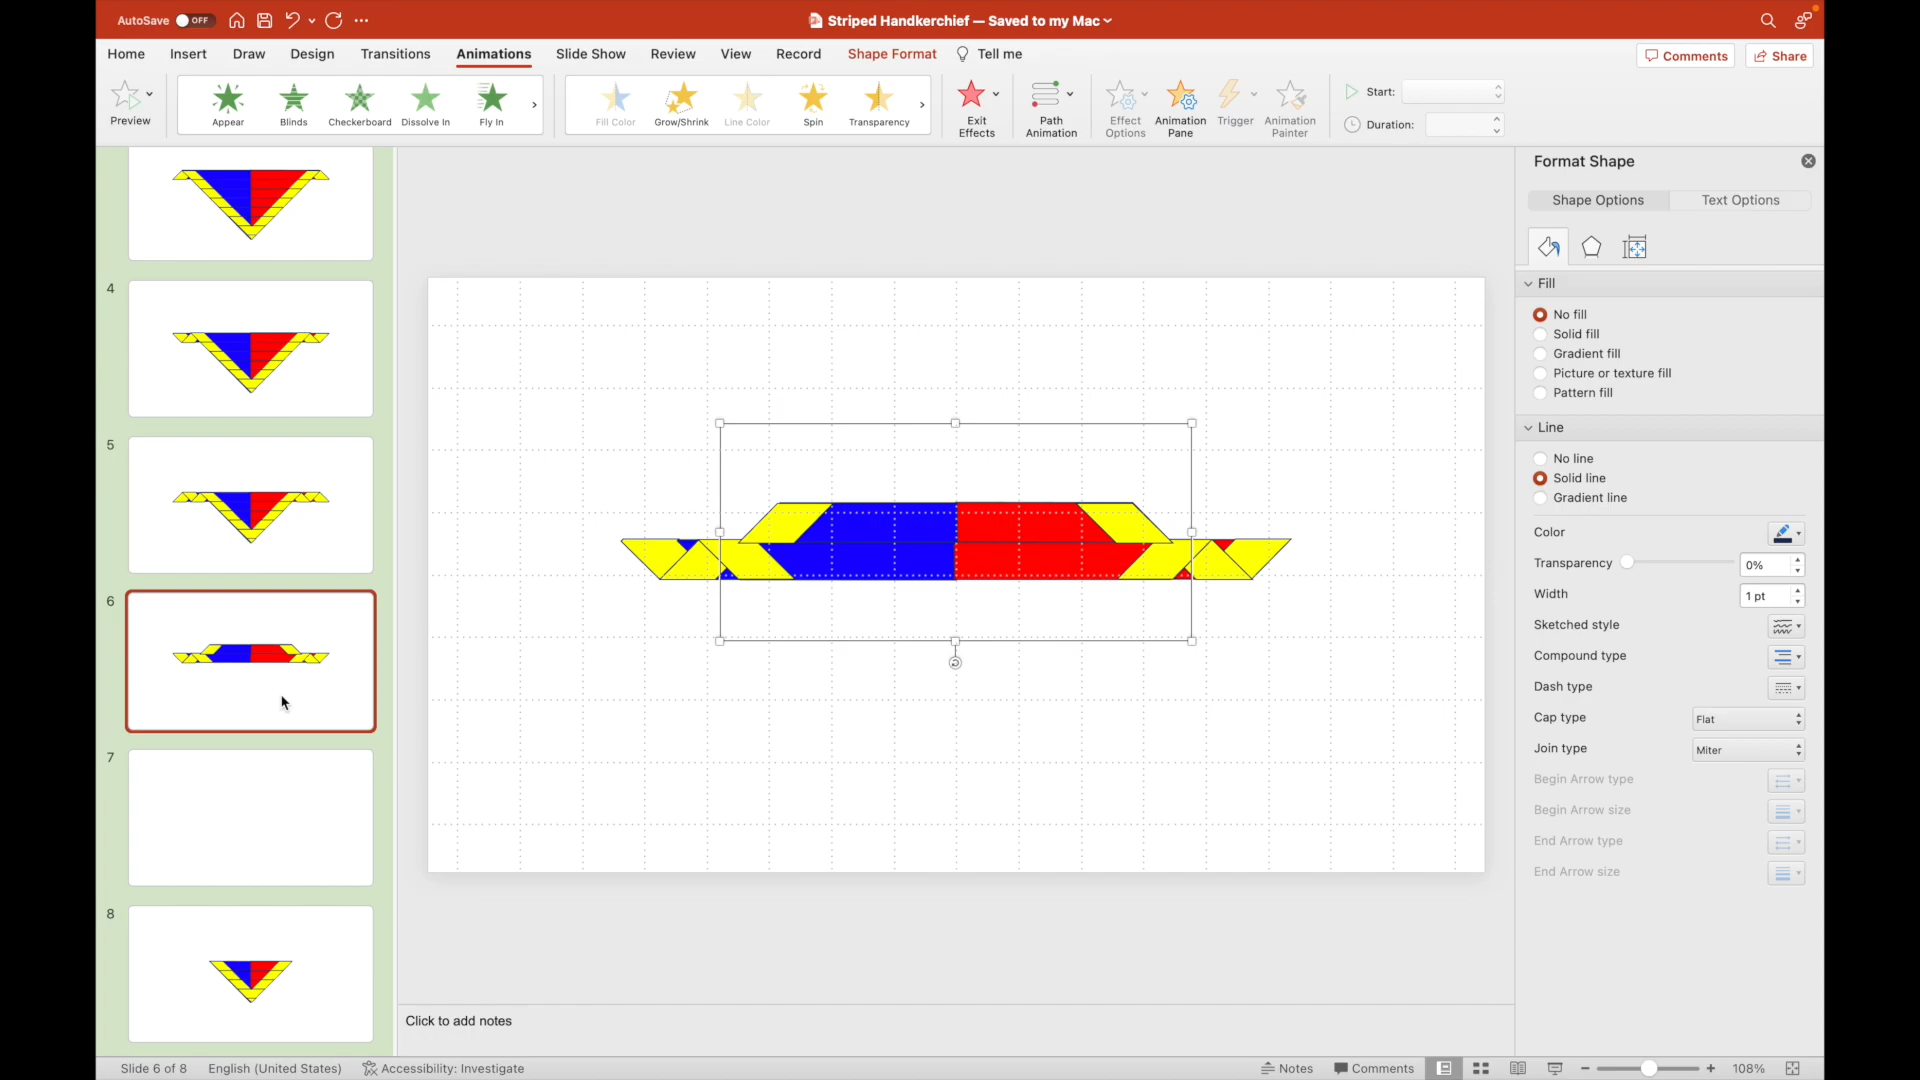 AutoSave OFF
Striped Handkerchief — Saved to my Mac
Home Insert Draw Design Transitions Animations Slide Show Review View Record Shape Format Tell me
Comments Share
Preview
Appear Blinds Checkerboard Dissolve In Fly In
Fill Color Grow/Shrink Line Color Spin Transparency
Exit Effects
Path Animation
Effect Options
Animation Pane
Trigger
Animation Painter
Start:
Duration:
Format Shape
Shape Options Text Options
Fill
No fill
Solid fill
Gradient fill
Picture or texture fill
Pattern fill
Line
No line
Solid line
Gradient line
Color
Transparency 0%
Width 1 pt
Sketched style
Compound type
Dash type
Cap type Flat
Join type Miter
Begin Arrow type
Begin Arrow size
End Arrow type
End Arrow size
4
5
6
7
8
Click to add notes
Slide 6 of 8 English (United States) Accessibility: Investigate Notes Comments 108%